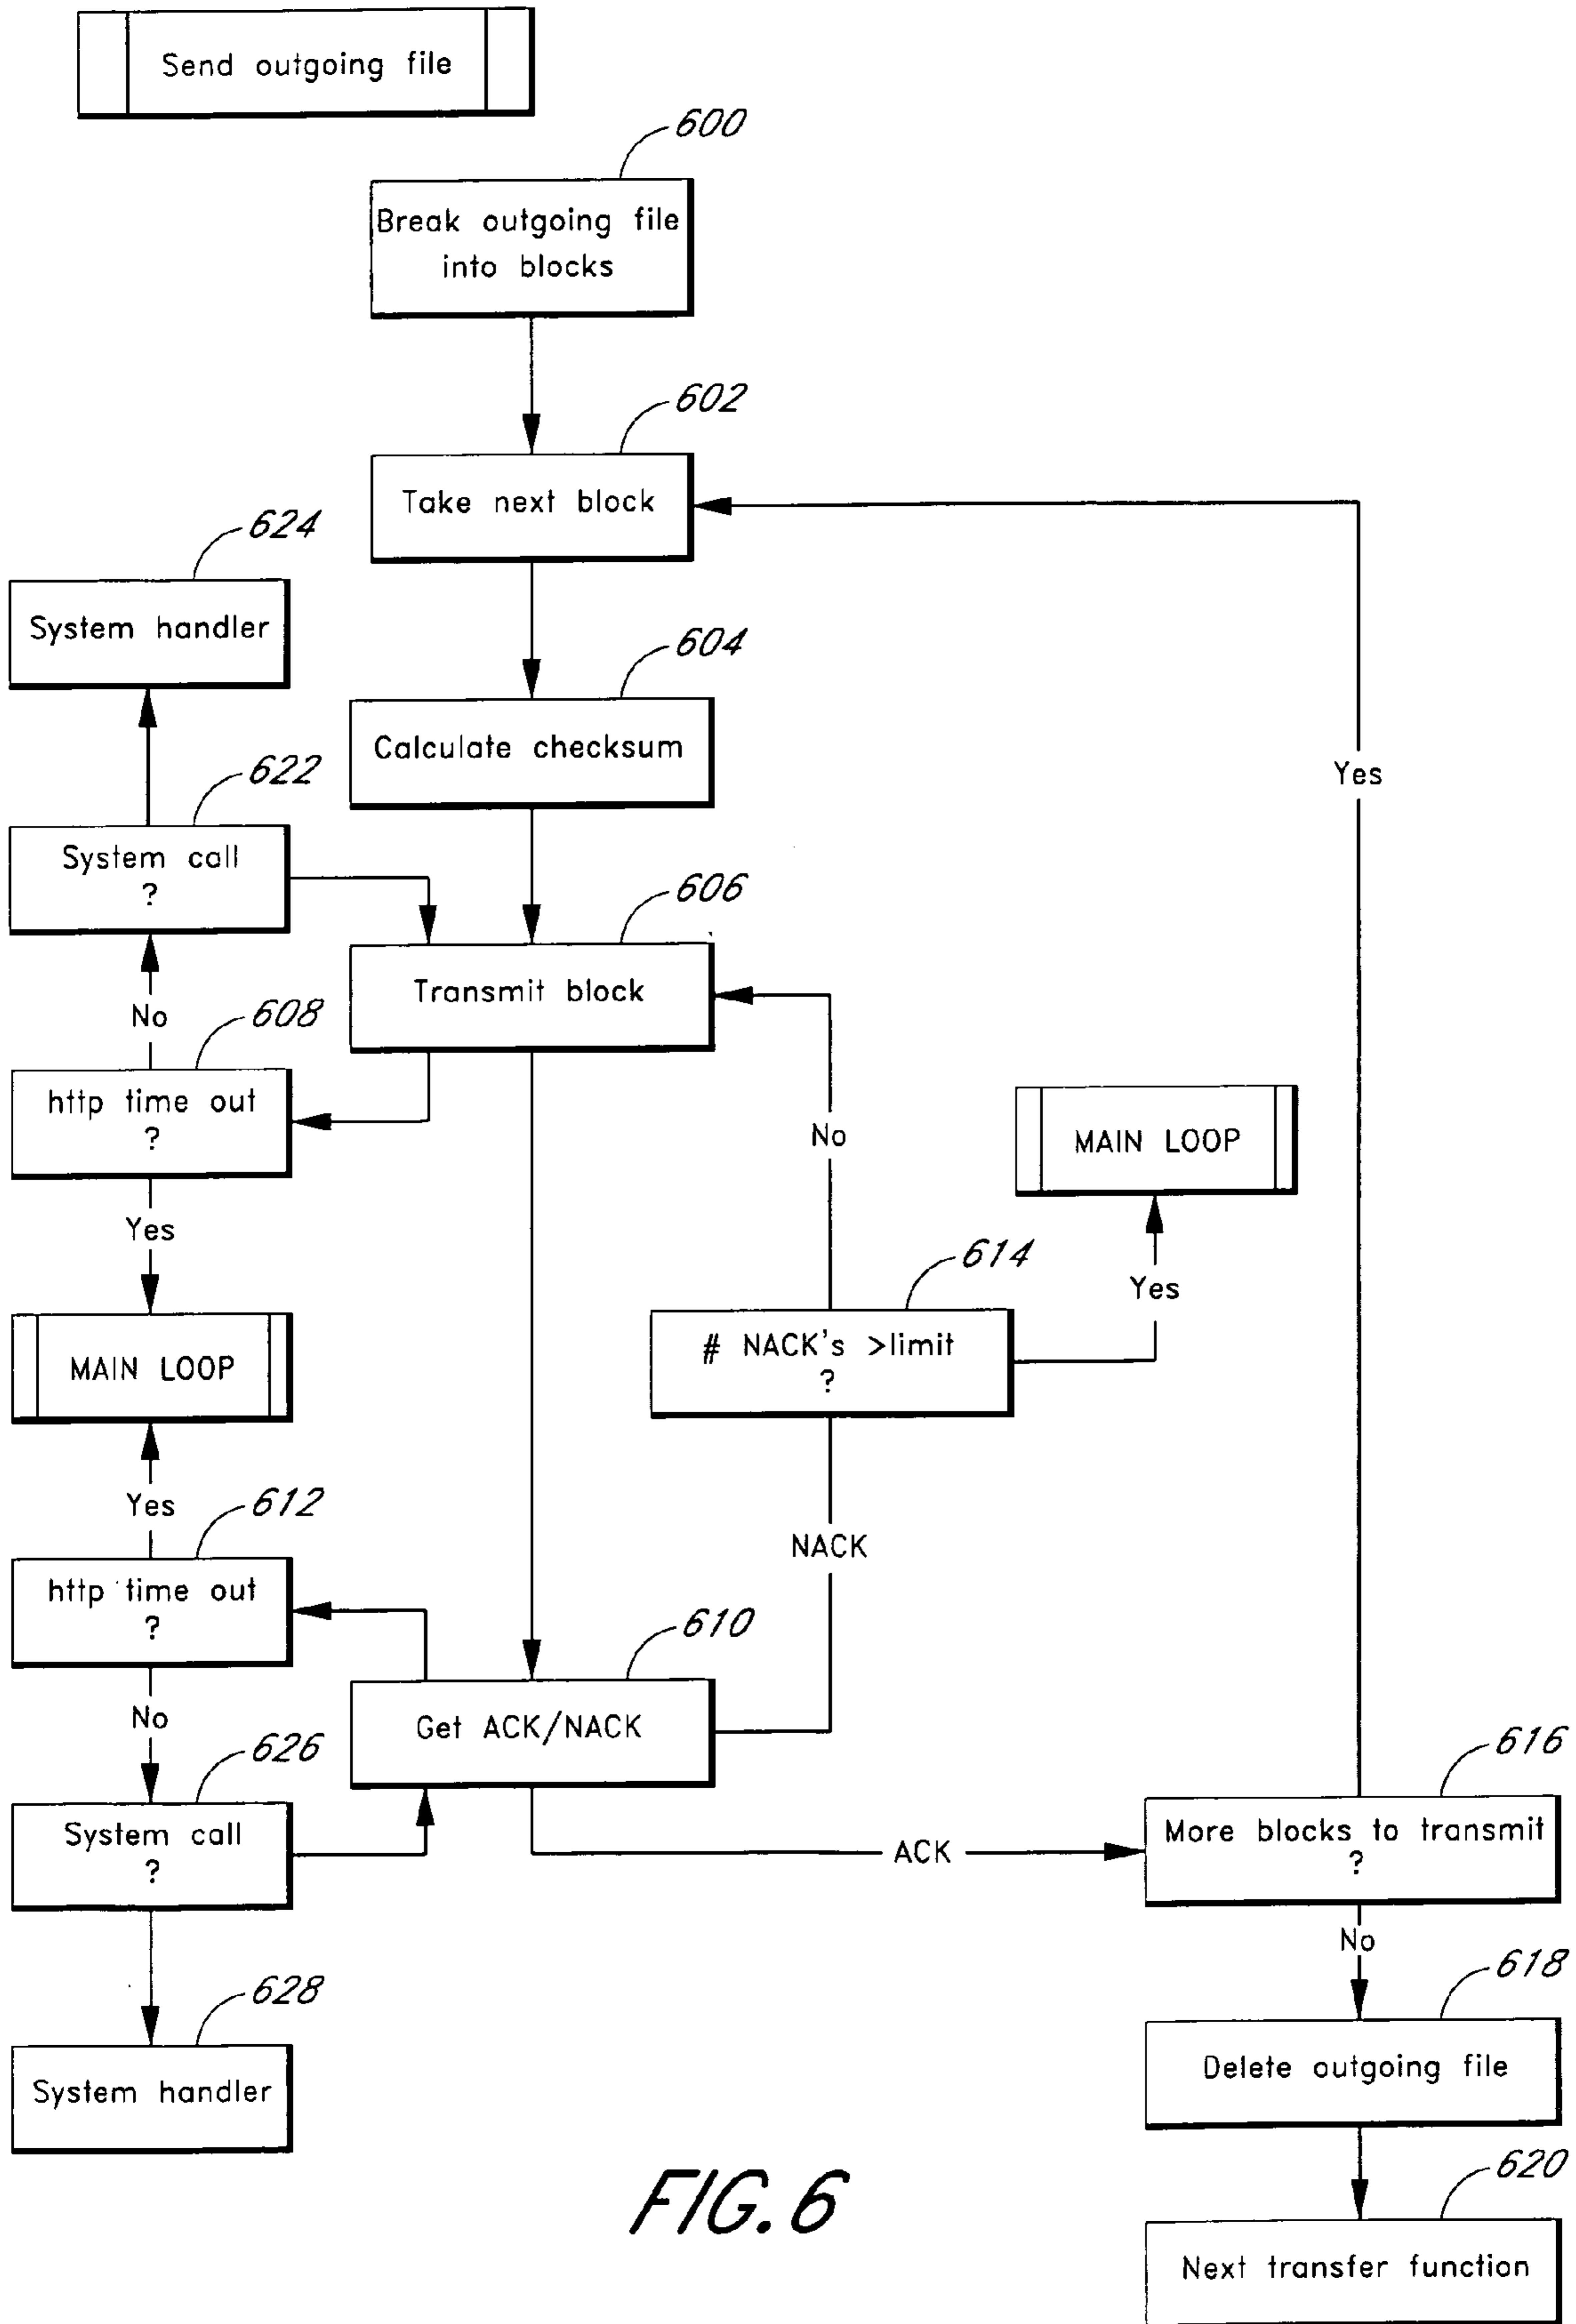 Send outgoing file
600
Break outgoing file
into blocks
602
Take next block
624
System handler
604
Calculate checksum
Yes
622
System call
?
606
Transmit block
No
608
http time out
?
No
MAIN LOOP
Yes
614
Yes
# NACK's >limit
?
MAIN LOOP
Yes
612
NACK
http time out
?
610
Get ACK/NACK
No
626
616
System call
?
More blocks to transmit
?
ACK
No
618
628
Delete outgoing file
System handler
620
FIG. 6
Next transfer function